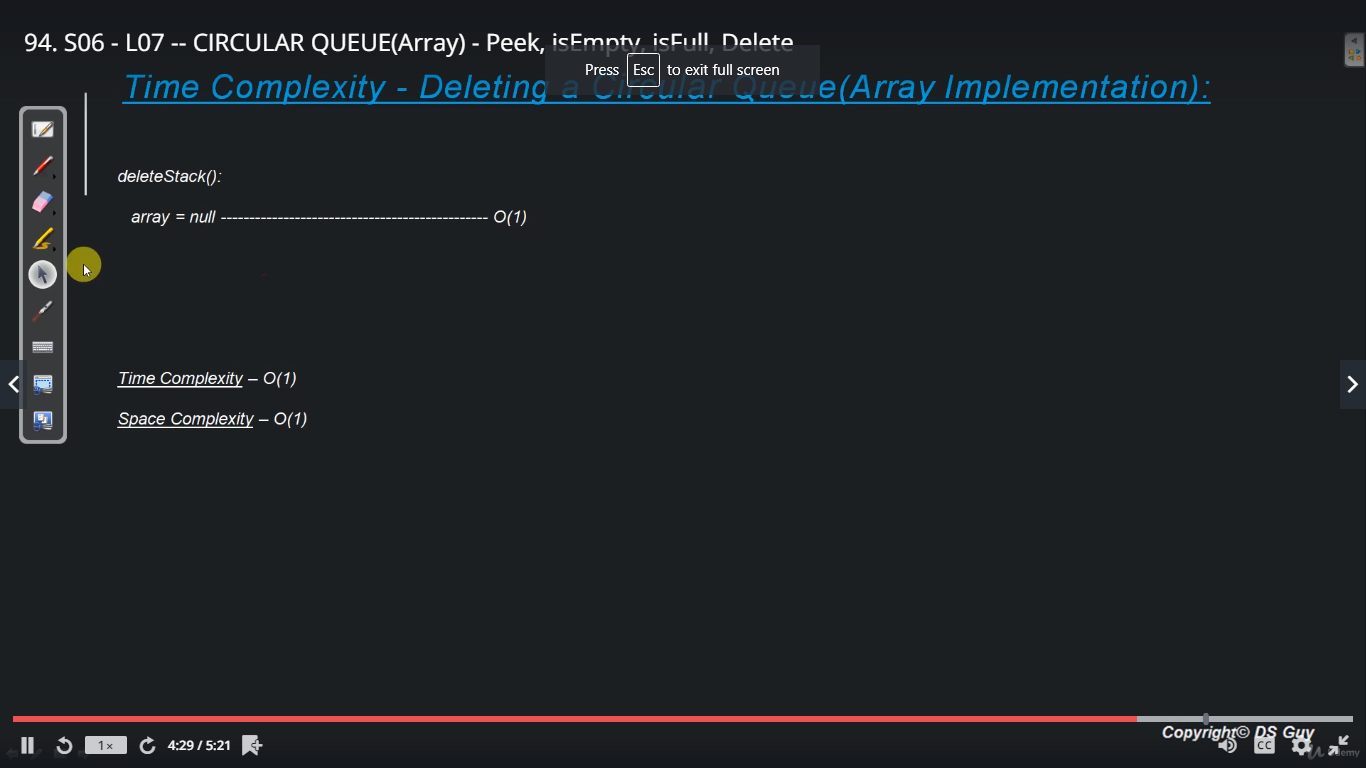 94. S06 - L07 -- CIRCULAR QUEUE(Array) - Peek, isEmpty, isFull, Delete
Press Esc to exit full screen
Time Complexity - Deleting a Circular Queue(Array Implementation):
deleteStack():
array = null ----------------------------------------------- O(1)
Time Complexity – O(1)
Space Complexity – O(1)
Copyright© DS Guy
1×
4:29 / 5:21
CC